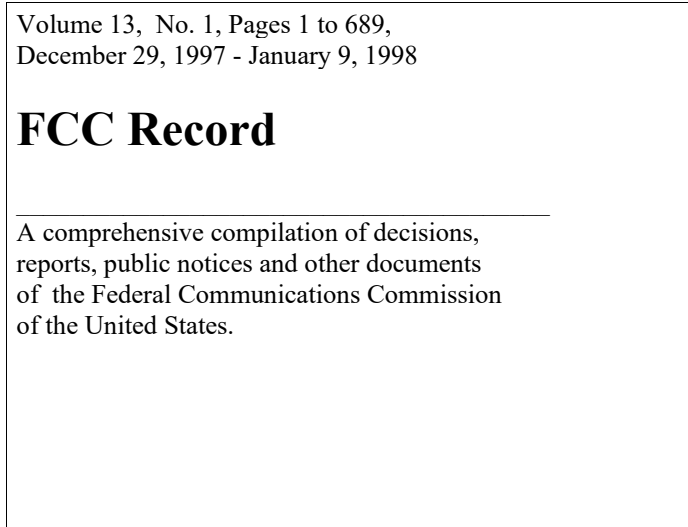 Volume 13,  No. 1, Pages 1 to 689,
December 29, 1997 - January 9, 1998
FCC Record
A comprehensive compilation of decisions,
reports, public notices and other documents
of  the Federal Communications Commission
of the United States.